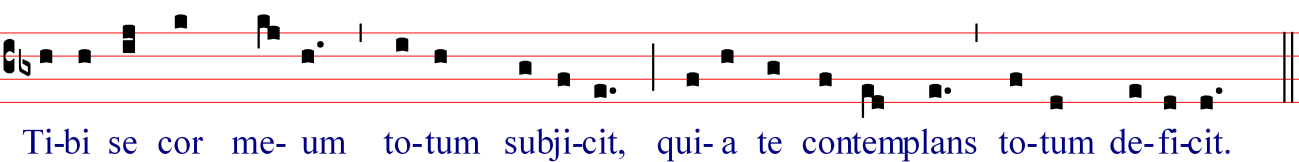 Ti-bi se cor me- um to-tum subji-cit, qui- a te contemplans to-tum de-fi-cit.